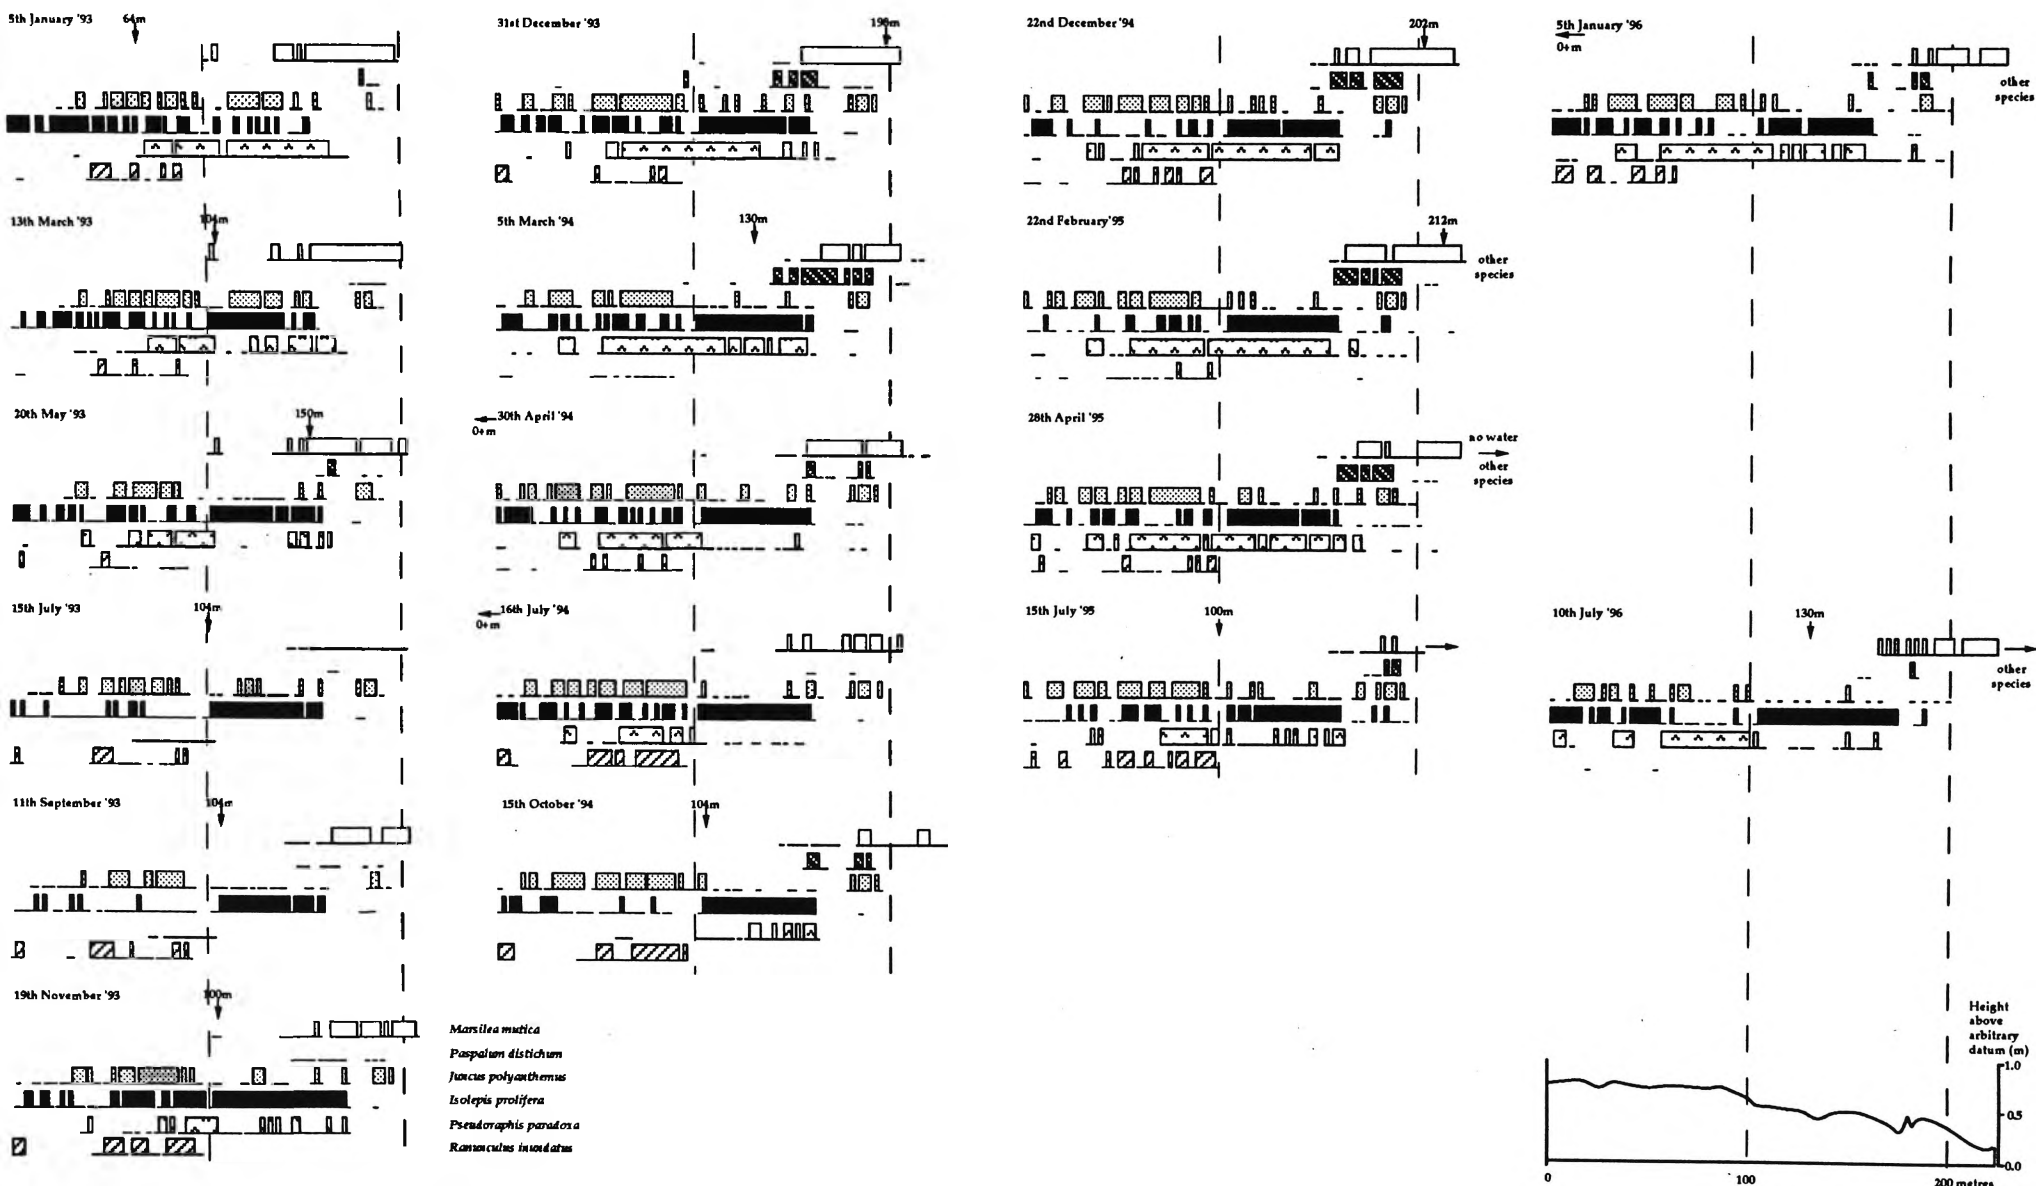 5th January '93
64m
13th March '93
104m
20th May '93
150m
15th July '93
104m
11th September '93
104m
19th November '93
100m
31st December '93
198m
5th March '94
130m
30th April '94
0+m
16th July '94
0+m
15th October '94
104m
Marsilea mutica
Paspalum distichum
Juncus polyanthemus
Isolepis prolifera
Pseudoraphis paradoxa
Ranunculus inundatus
22nd December '94
202m
22nd February'95
212m
other
species
28th April '95
no water
other
species
15th July '95
100m
5th January '96
0+m
other
species
10th July '96
130m
other
species
Height
above
arbitrary
datum (m)
1.0
0.5
0.0
0
100
200 metres